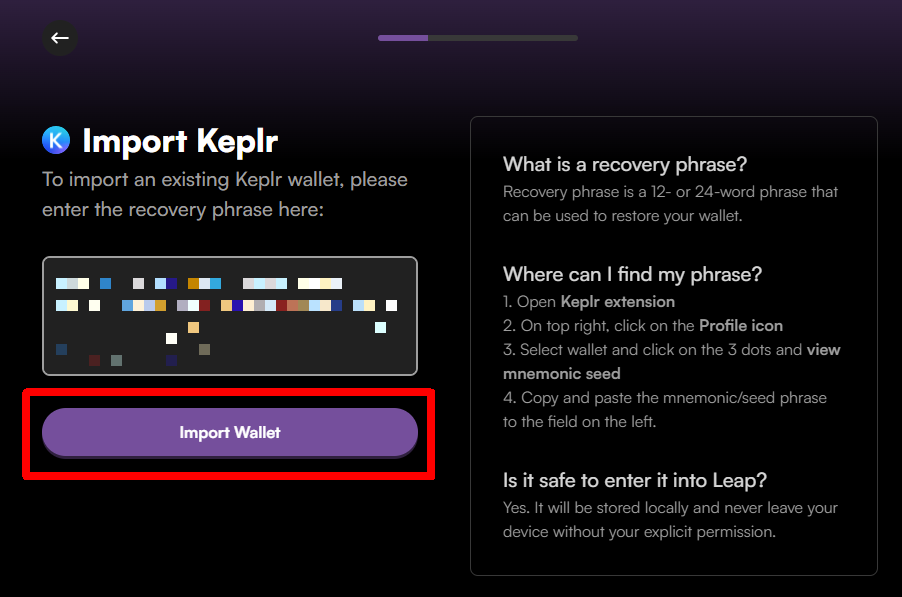 Import Keplr
To import an existing Keplr wallet, please
enter the recovery phrase here:
Import Wallet
What is a recovery phrase?
Recovery phrase is a 12- or 24-word phrase that
can be used to restore your wallet.
Where can I find my phrase?
1. Open Keplr extension
2. On top right, click on the Profile icon
3. Select wallet and click on the 3 dots and view
mnemonic seed
4. Copy and paste the mnemonic/seed phrase
to the field on the left.
Is it safe to enter it into Leap?
Yes. It will be stored locally and never leave your
device without your explicit permission.